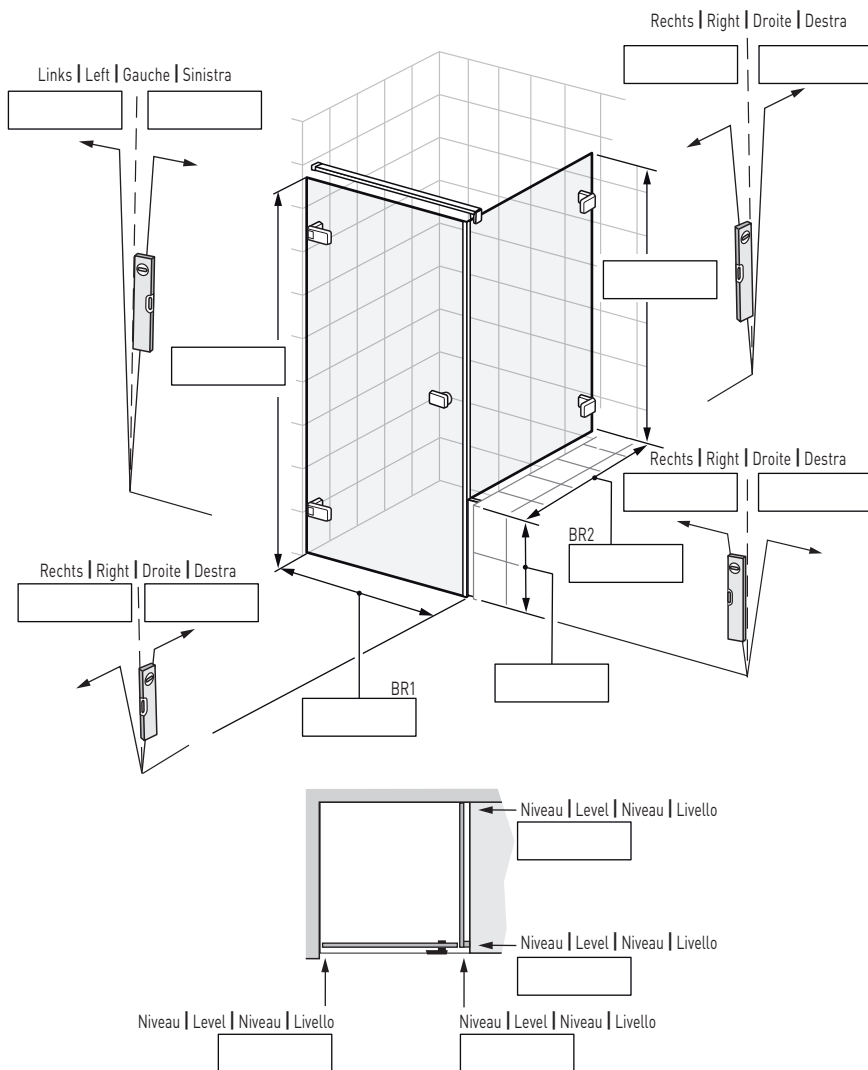 Rechts | Right | Droite | Destra
Links | Left | Gauche | Sinistra
Rechts | Right | Droite | Destra
BR2
Rechts | Right | Droite | Destra
BR1
Niveau | Level | Niveau | Livello
Niveau | Level | Niveau | Livello
Niveau | Level | Niveau | Livello
Niveau | Level | Niveau | Livello